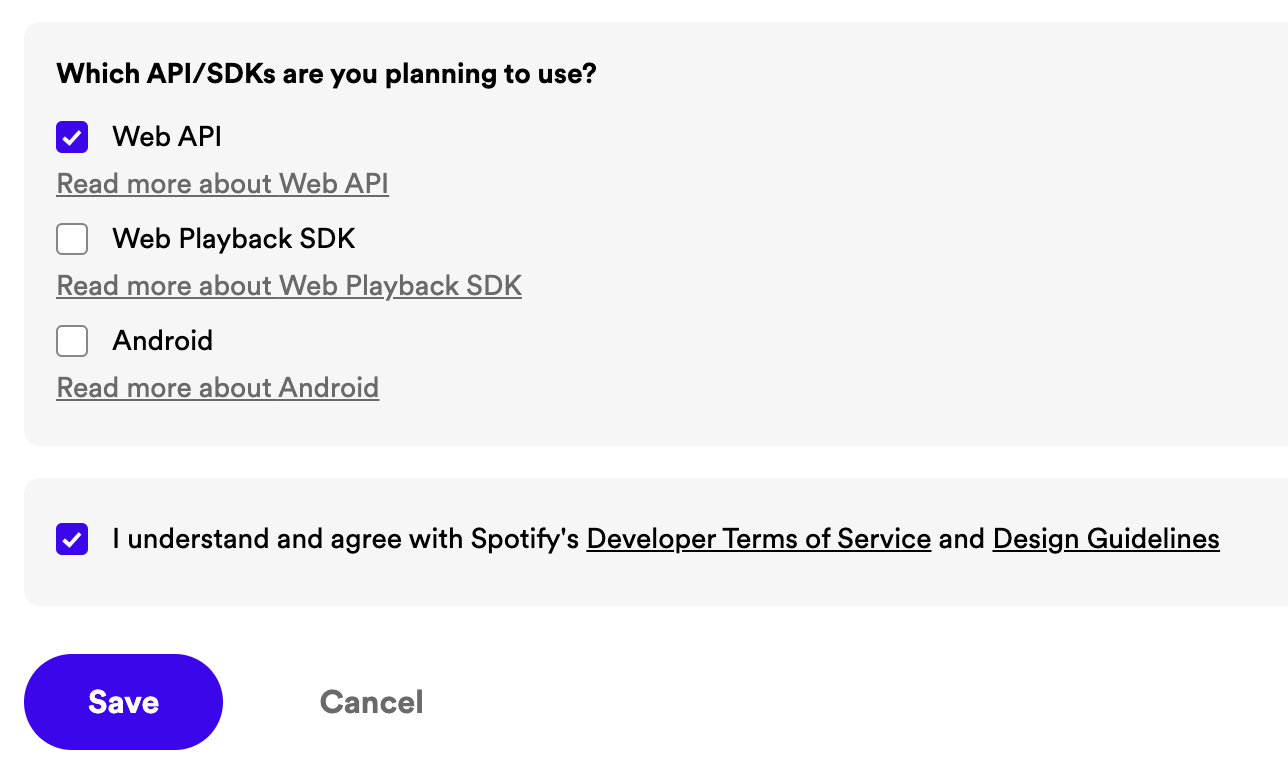 Which API/SDKs are you planning to use?
Web API
Read more about Web API
Web Playback SDK
Read more about Web Playback SDK
Android
Read more about Android
I understand and agree with Spotify's Developer Terms of Service and Design Guidelines
Save
Cancel